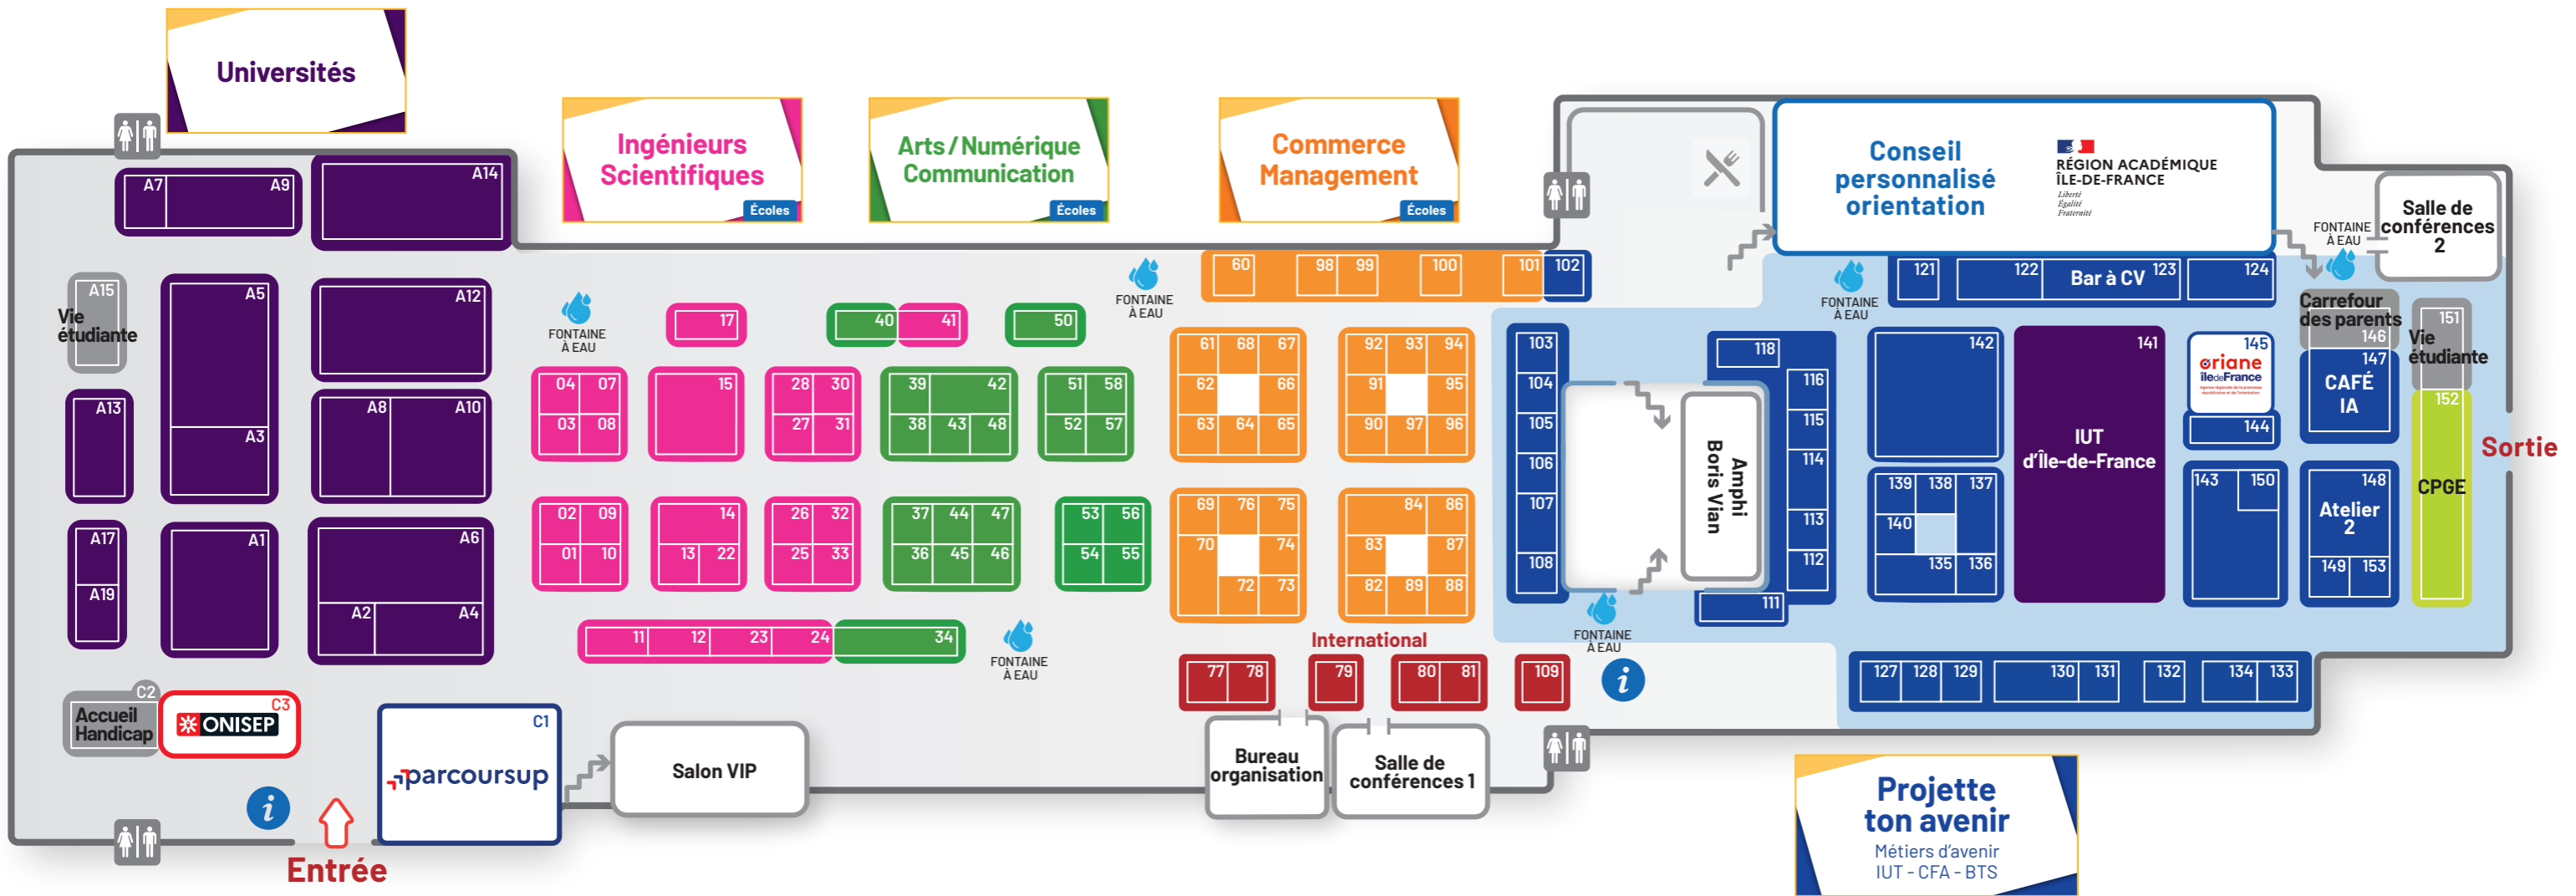 Universités
Ingénieurs
Scientifiques
Écoles
Arts / Numérique
Communication
Écoles
Commerce
Management
Écoles
Conseil
personnalisé
orientation
RÉGION ACADÉMIQUE
ÎLE-DE-FRANCE
Liberté
Égalité
Fraternité
Salle de
conférences
2
FONTAINE
À EAU
A7 A9
A14
A15
Vie
étudiante
A5
A3
A12
A8 A10
A13
A17
A19
A1
A6
A2 A4
C2
Accueil
Handicap
C3
ONISEP
C1
parcoursup
Entrée
Salon VIP
FONTAINE
À EAU
17
40 41
50
FONTAINE
À EAU
04 07
03 08
15
28 30
27 31
39 42
38 43 48
51 58
52 57
02 09
01 10
14
13 22
26 32
25 33
37 44 47
36 45 46
53 56
54 55
11 12 23 24 34
FONTAINE
À EAU
60 98 99 100 101 102
61 68 67
62 66
63 64 65
92 93 94
91 95
90 97 96
69 76 75
70 74
72 73
84 86
83 87
82 89 88
International
77 78
79
80 81
109
Bureau
organisation
Salle de
conférences 1
103
104
105
106
107
108
Amphi
Boris Vian
118
116
115
114
113
112
111
FONTAINE
À EAU
FONTAINE
À EAU
121 122 Bar à CV 123 124
142
139 138 137
140
135 136
141
IUT
d'Île-de-France
145
oriane
îledeFrance
144
143 150
Carrefour
des parents
146
147
CAFÉ
IA
148
Atelier
2
149 153
151
Vie
étudiante
152
CPGE
Sortie
127 128 129 130 131 132 134 133
Projette
ton avenir
Métiers d'avenir
IUT - CFA - BTS